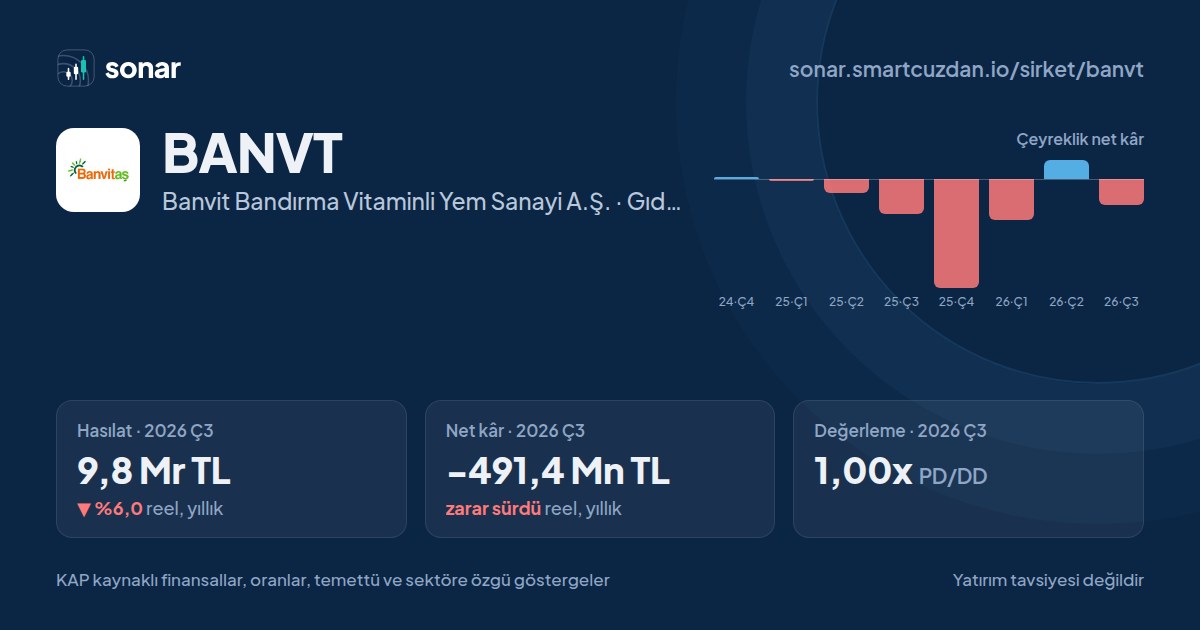 sonar
sonar.smartcuzdan.io/sirket/banvt
Banvitaş
BANVT
Banvit Bandırma Vitaminli Yem Sanayi A.Ş. · Gıd...
Çeyreklik net kâr
24·Ç4 25·Ç1 25·Ç2 25·Ç3 25·Ç4 26·Ç1 26·Ç2 26·Ç3
Hasılat · 2026 Ç3
9,8 Mr TL
▼ %6,0 reel, yıllık
Net kâr · 2026 Ç3
−491,4 Mn TL
zarar sürdü reel, yıllık
Değerleme · 2026 Ç3
1,00x PD/DD
KAP kaynaklı finansallar, oranlar, temettü ve sektöre özgü göstergeler
Yatırım tavsiyesi değildir